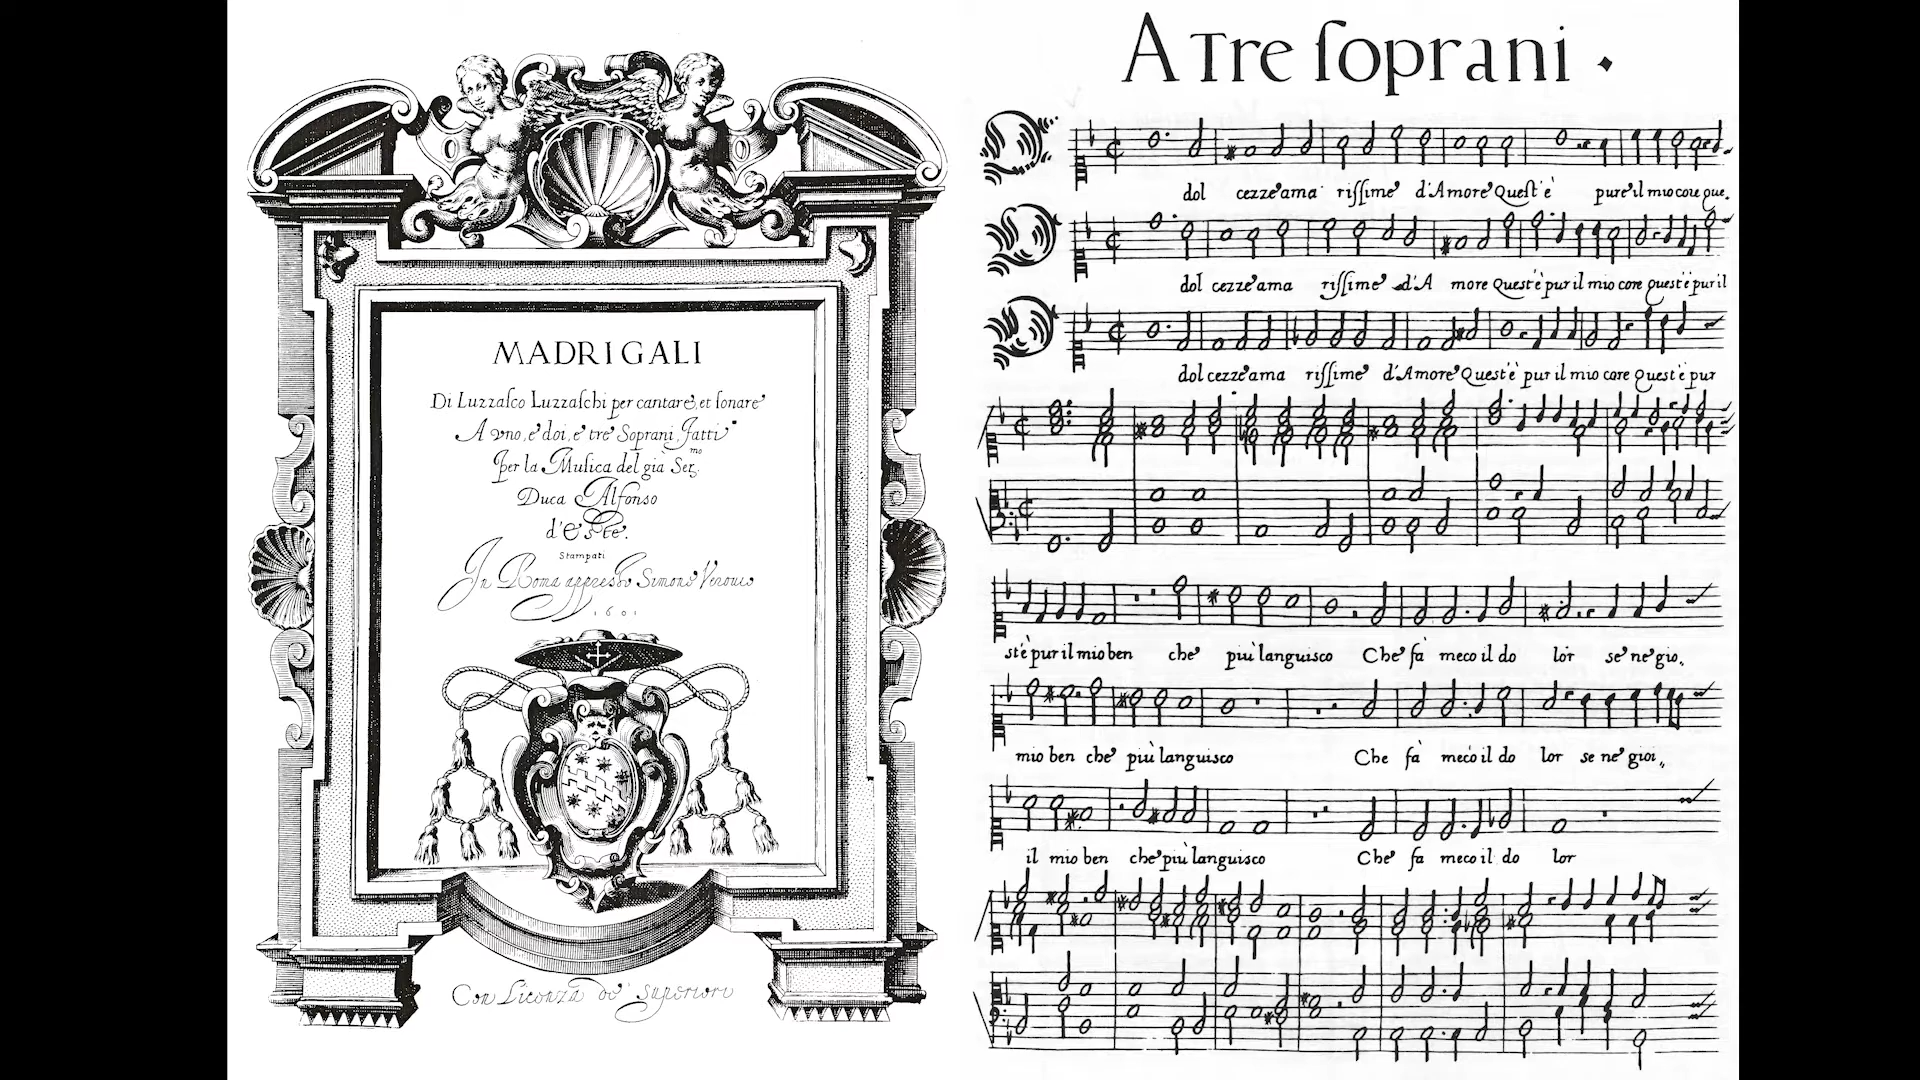 MADRIGALI
Di Luzzasco Luzzaschi per cantare, et sonare
A vno, e doi, e tre Soprani, Fatti
Per la Musica del gia Ser.mo
Duca Alfonso
d'Este.
Stampati
In Roma appresso Simone Verovio
1601
Con Licenza de' superiori
A Tre soprani.
O dol cezze ama rissime d'Amore Quest'è pure il mio core que,
O dol cezze ama rissime d'A more Quest'è pur il mio core quest'è pur il
O dol cezze ama rissime d'Amore Quest'è pur il mio core Quest'è pur
st'è pur il mio ben che più languisco Che fà meco il do lor se ne gio,
mio ben che più languisco Che fà meco il do lor se ne gioi,,
il mio ben che più languisco Che fa meco il do lor